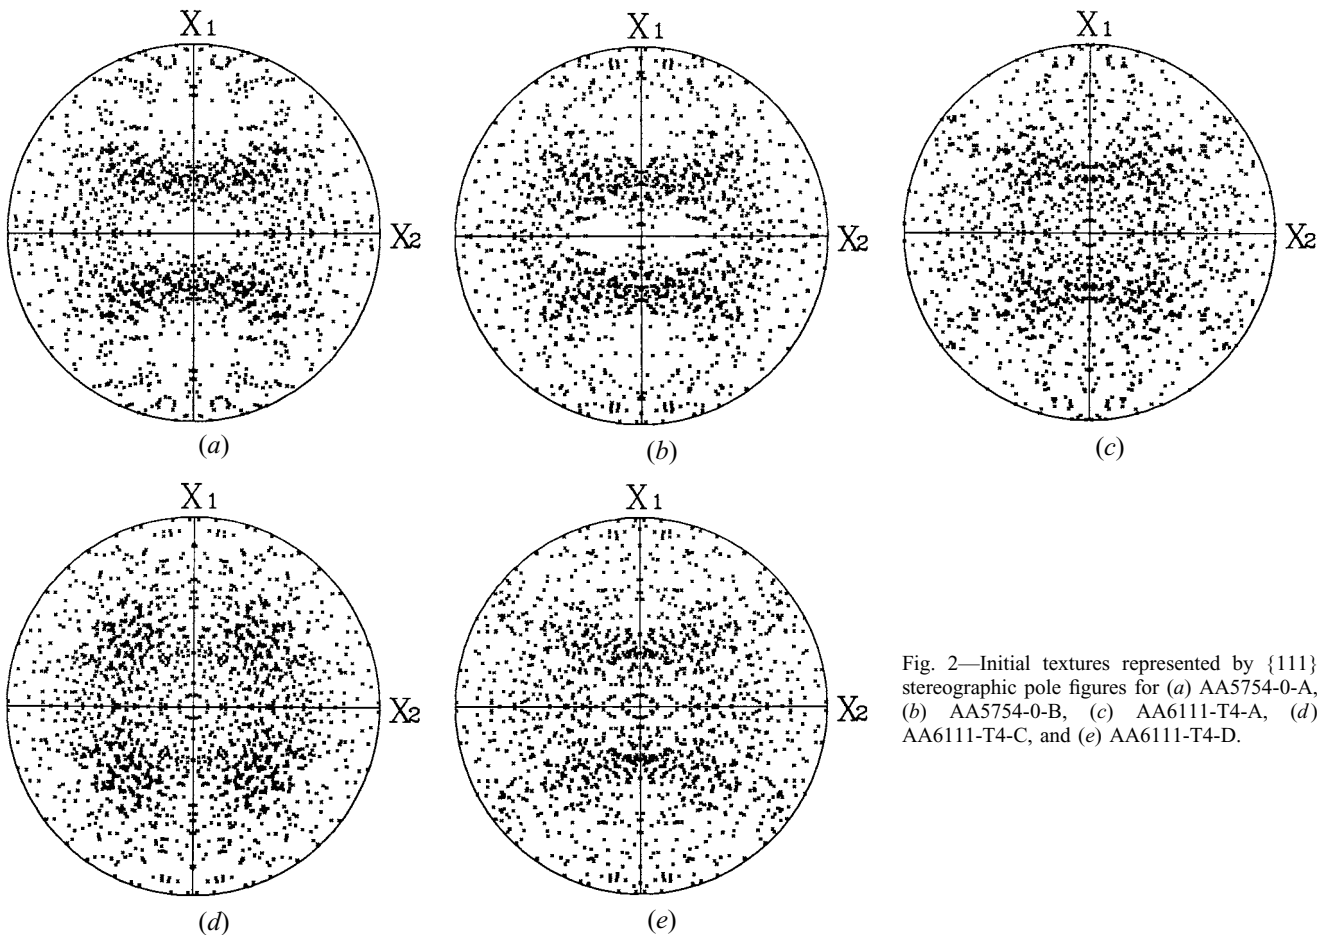 X1
X2
(a)
X1
X2
(b)
X1
X2
(c)
X1
X2
(d)
X1
X2
(e)
Fig. 2—Initial textures represented by {111}
stereographic pole figures for (a) AA5754-0-A,
(b) AA5754-0-B, (c) AA6111-T4-A, (d)
AA6111-T4-C, and (e) AA6111-T4-D.